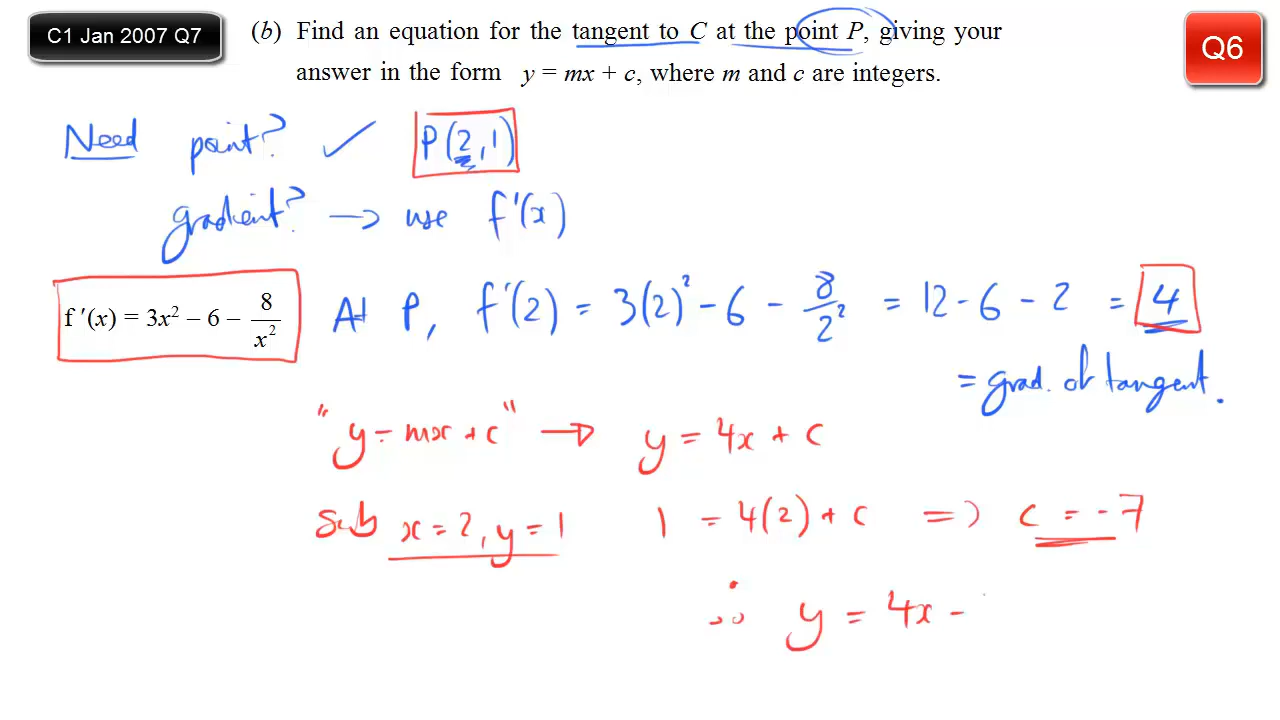 C1 Jan 2007 Q7
(b) Find an equation for the tangent to C at the point P, giving your
answer in the form y = mx + c, where m and c are integers.
Q6
Need point? ✓ P(2,1)
gradient? → use f'(x)
f '(x) = 3x² − 6 − 8/x²
At P, f'(2) = 3(2)² − 6 − 8/2² = 12 − 6 − 2 = 4
= grad. of tangent.
"y = mx + c" → y = 4x + c
Sub x = 2, y = 1 1 = 4(2) + c ⇒ c = −7
∴ y = 4x −